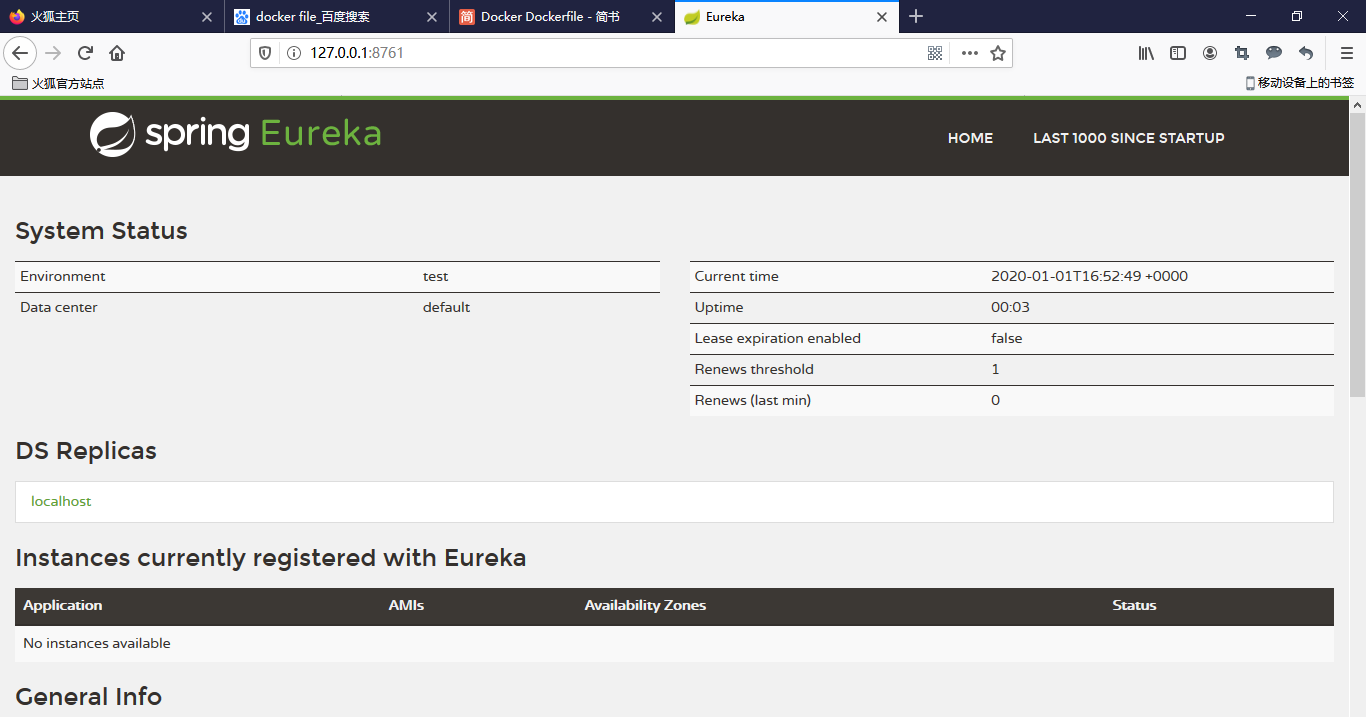 火狐主页
docker file_百度搜索
简 Docker Dockerfile - 简书
Eureka
127.0.0.1:8761
火狐官方站点
移动设备上的书签
spring Eureka
HOME
LAST 1000 SINCE STARTUP
System Status
Environment test
Data center default
Current time 2020-01-01T16:52:49 +0000
Uptime 00:03
Lease expiration enabled false
Renews threshold 1
Renews (last min) 0
DS Replicas
localhost
Instances currently registered with Eureka
Application AMIs Availability Zones Status
No instances available
General Info